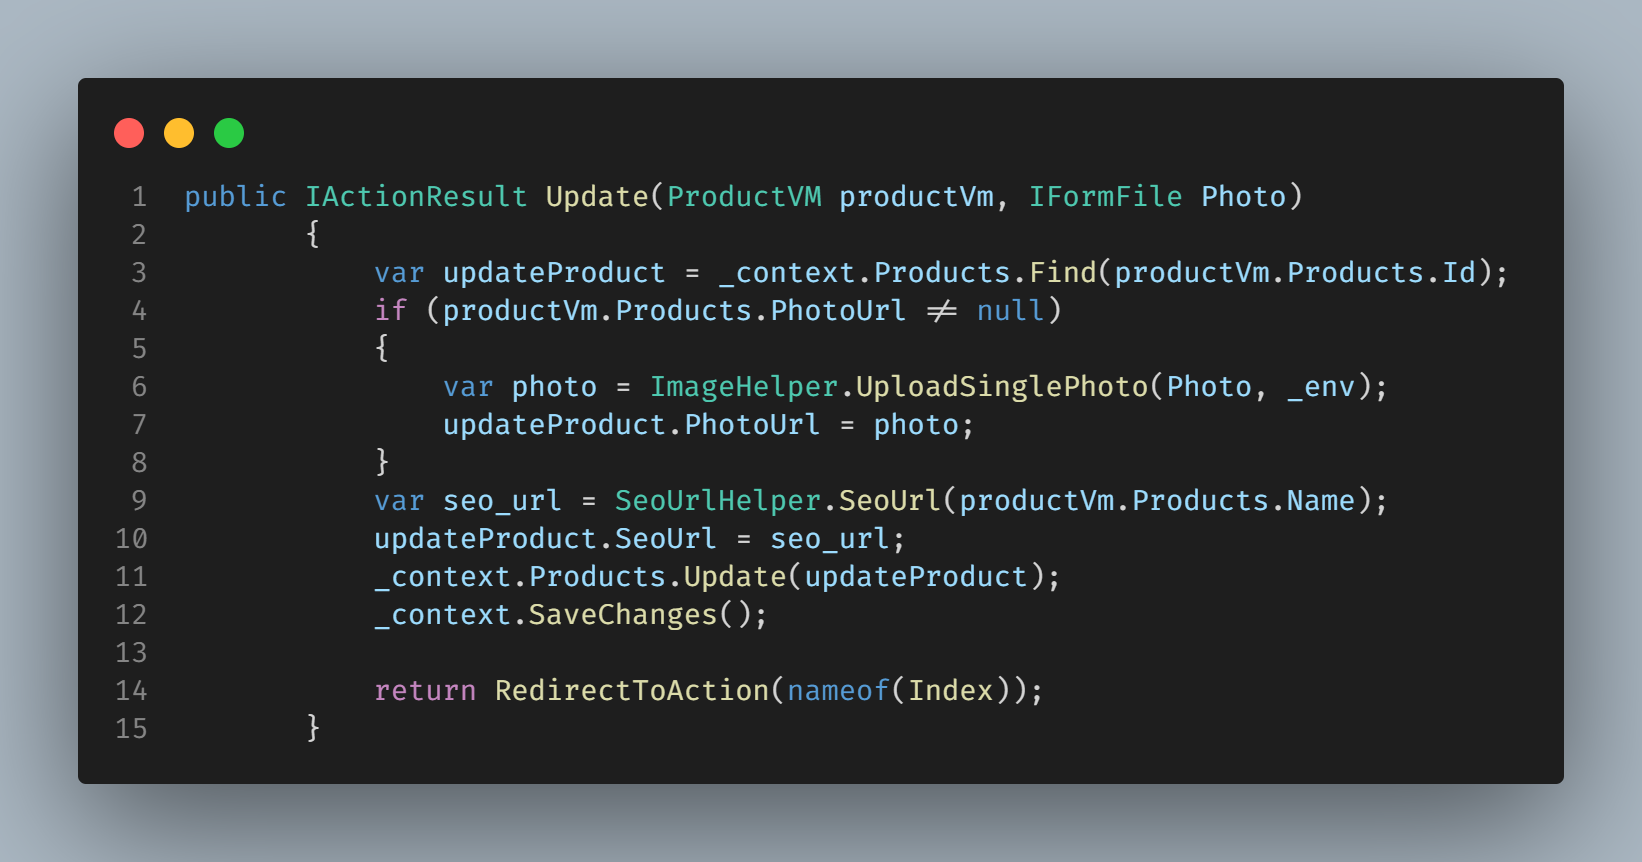 1 public IActionResult Update(ProductVM productVm, IFormFile Photo)
2 {
3 var updateProduct = _context.Products.Find(productVm.Products.Id);
4 if (productVm.Products.PhotoUrl != null)
5 {
6 var photo = ImageHelper.UploadSinglePhoto(Photo, _env);
7 updateProduct.PhotoUrl = photo;
8 }
9 var seo_url = SeoUrlHelper.SeoUrl(productVm.Products.Name);
10 updateProduct.SeoUrl = seo_url;
11 _context.Products.Update(updateProduct);
12 _context.SaveChanges();
13
14 return RedirectToAction(nameof(Index));
15 }